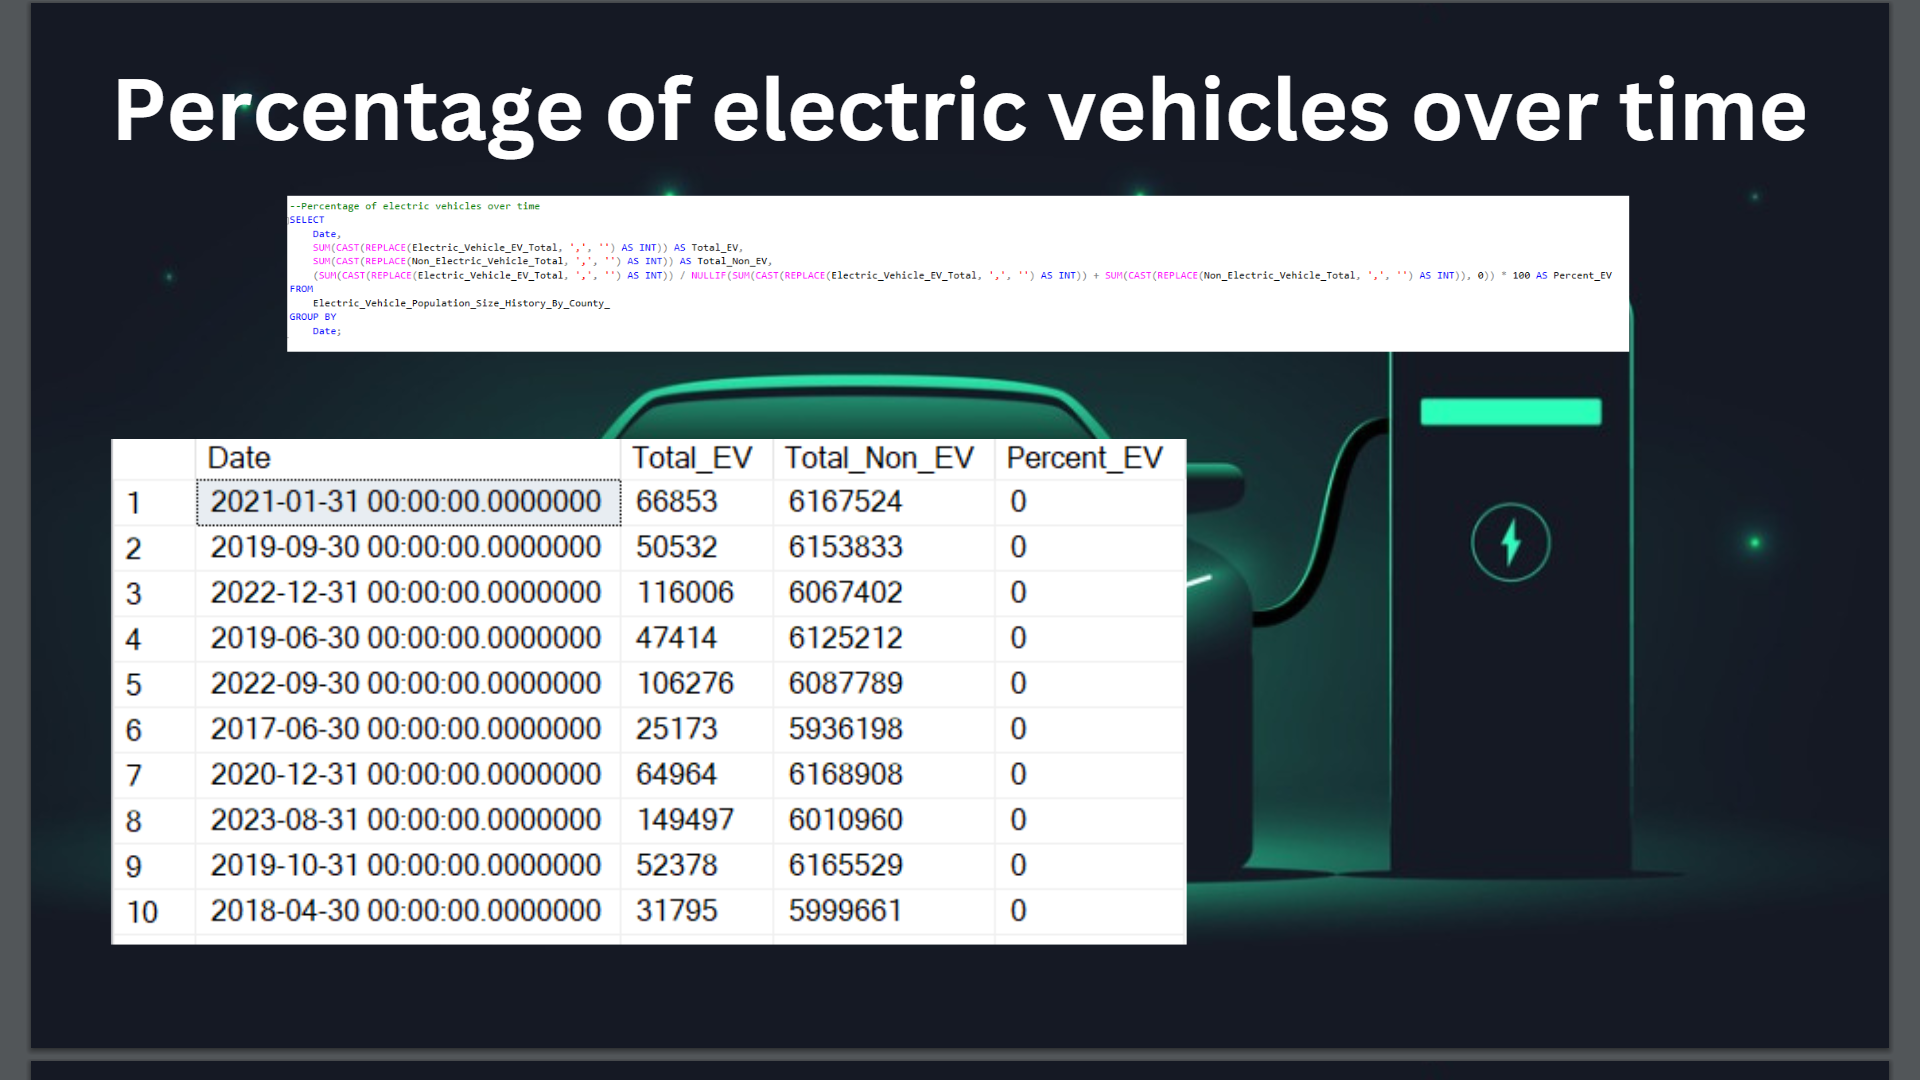 Percentage of electric vehicles over time
--Percentage of electric vehicles over time
SELECT
Date,
SUM(CAST(REPLACE(Electric_Vehicle_EV_Total, ',', '') AS INT)) AS Total_EV,
SUM(CAST(REPLACE(Non_Electric_Vehicle_Total, ',', '') AS INT)) AS Total_Non_EV,
(SUM(CAST(REPLACE(Electric_Vehicle_EV_Total, ',', '') AS INT)) / NULLIF(SUM(CAST(REPLACE(Electric_Vehicle_EV_Total, ',', '') AS INT)) + SUM(CAST(REPLACE(Non_Electric_Vehicle_Total, ',', '') AS INT)), 0)) * 100 AS Percent_EV
FROM
Electric_Vehicle_Population_Size_History_By_County_
GROUP BY
Date;
Date Total_EV Total_Non_EV Percent_EV
1 2021-01-31 00:00:00.0000000 66853 6167524 0
2 2019-09-30 00:00:00.0000000 50532 6153833 0
3 2022-12-31 00:00:00.0000000 116006 6067402 0
4 2019-06-30 00:00:00.0000000 47414 6125212 0
5 2022-09-30 00:00:00.0000000 106276 6087789 0
6 2017-06-30 00:00:00.0000000 25173 5936198 0
7 2020-12-31 00:00:00.0000000 64964 6168908 0
8 2023-08-31 00:00:00.0000000 149497 6010960 0
9 2019-10-31 00:00:00.0000000 52378 6165529 0
10 2018-04-30 00:00:00.0000000 31795 5999661 0